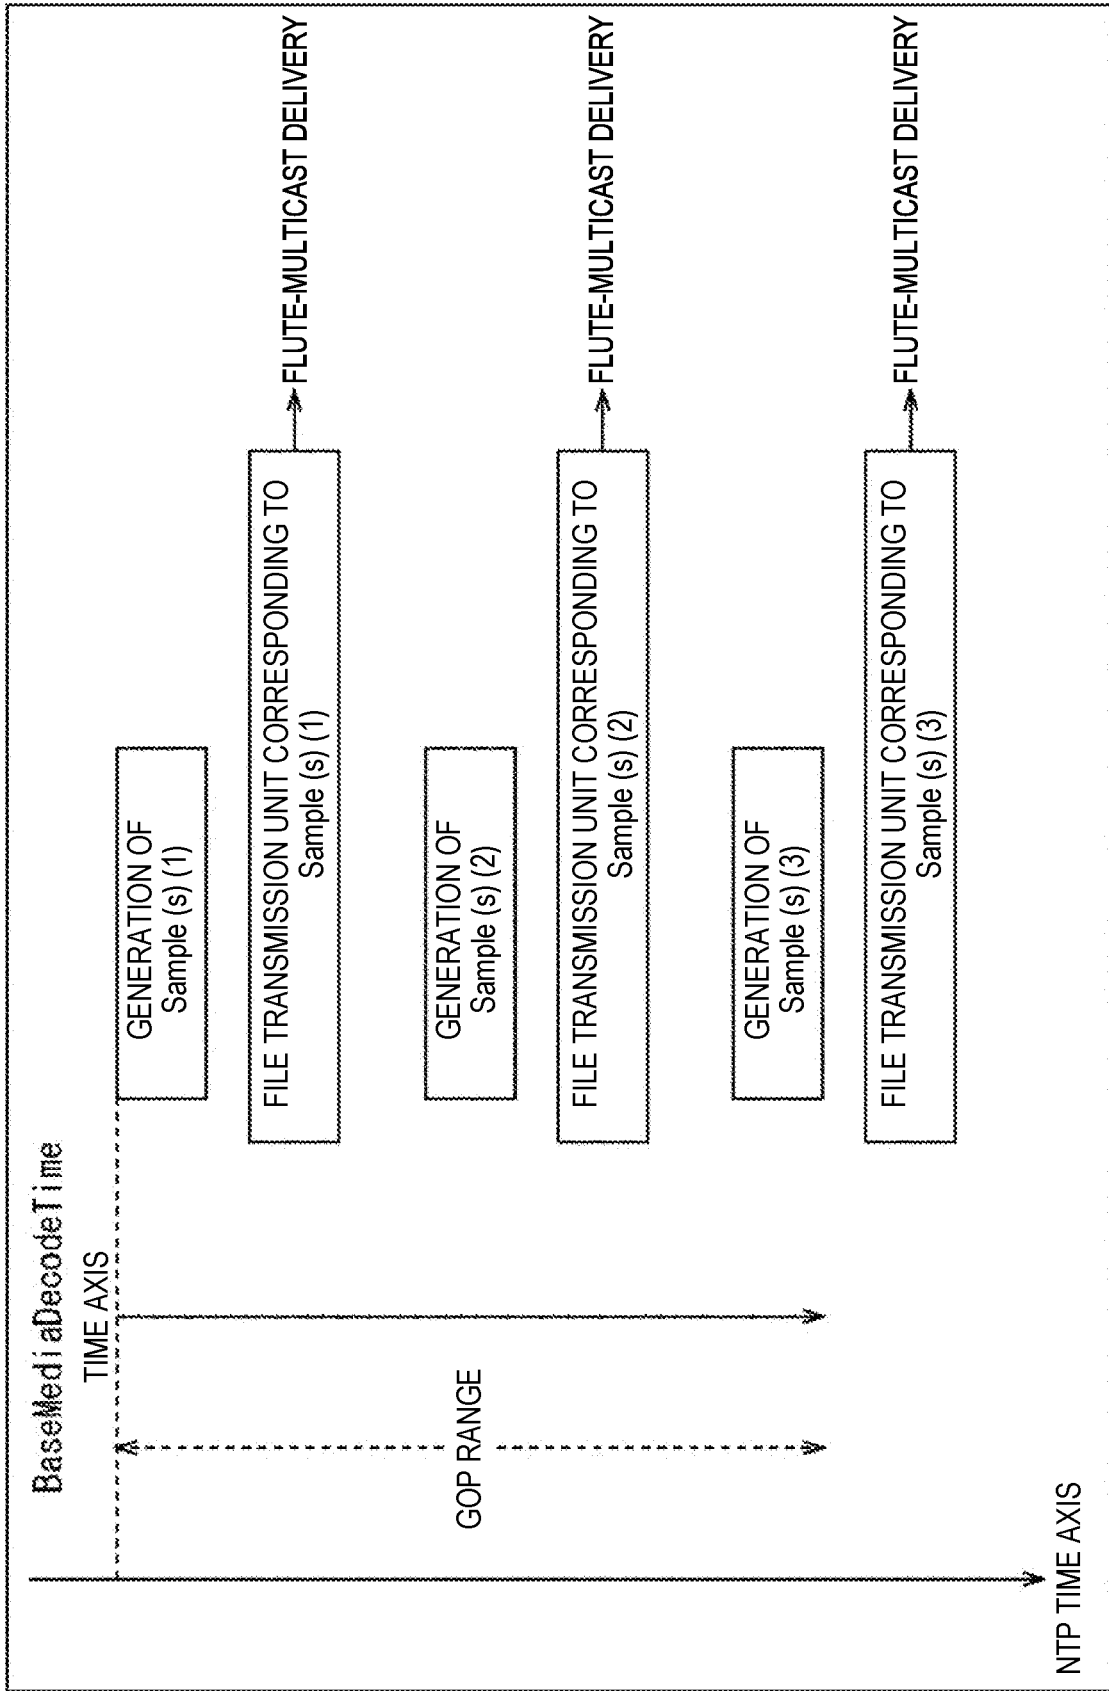 BaseMediaDecodeTime
TIME AXIS
GOP RANGE
NTP TIME AXIS
GENERATION OF
Sample (s) (1)
FILE TRANSMISSION UNIT CORRESPONDING TO
Sample (s) (1)
FLUTE-MULTICAST DELIVERY
GENERATION OF
Sample (s) (2)
FILE TRANSMISSION UNIT CORRESPONDING TO
Sample (s) (2)
FLUTE-MULTICAST DELIVERY
GENERATION OF
Sample (s) (3)
FILE TRANSMISSION UNIT CORRESPONDING TO
Sample (s) (3)
FLUTE-MULTICAST DELIVERY